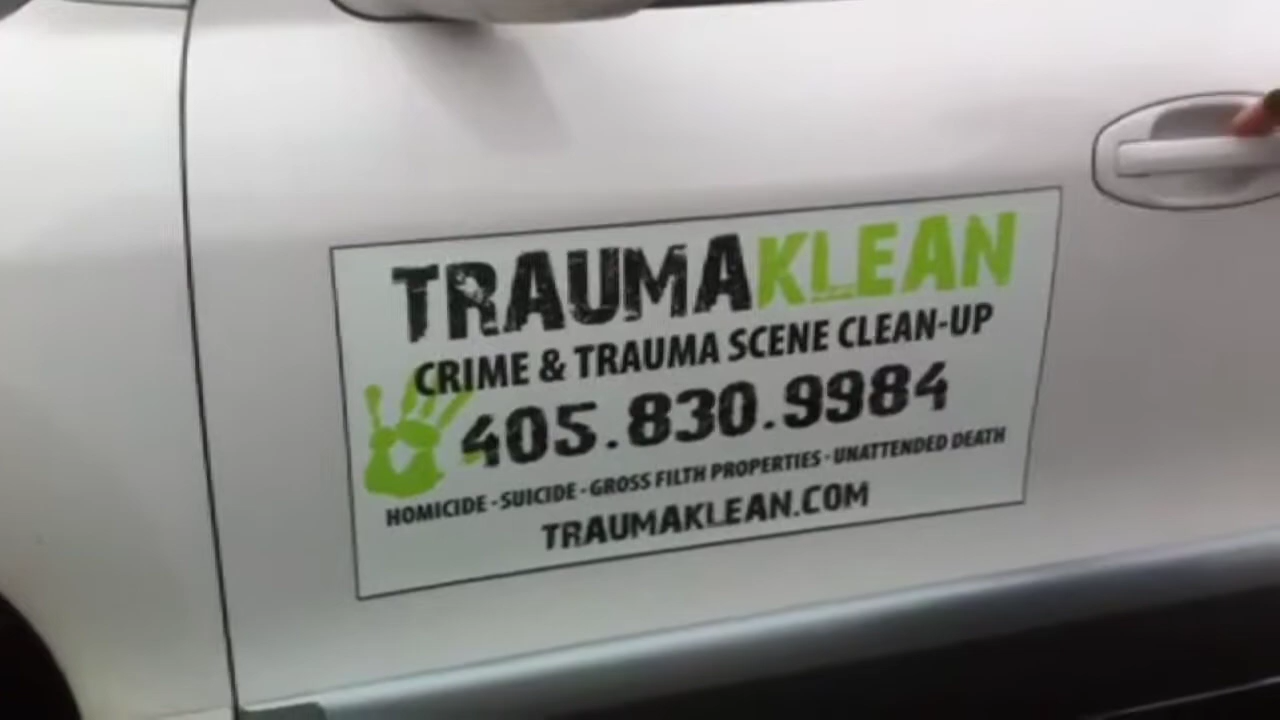 TRAUMAKLEAN
CRIME & TRAUMA SCENE CLEAN-UP
405.830.9984
HOMICIDE - SUICIDE - GROSS FILTH PROPERTIES - UNATTENDED DEATH
TRAUMAKLEAN.COM